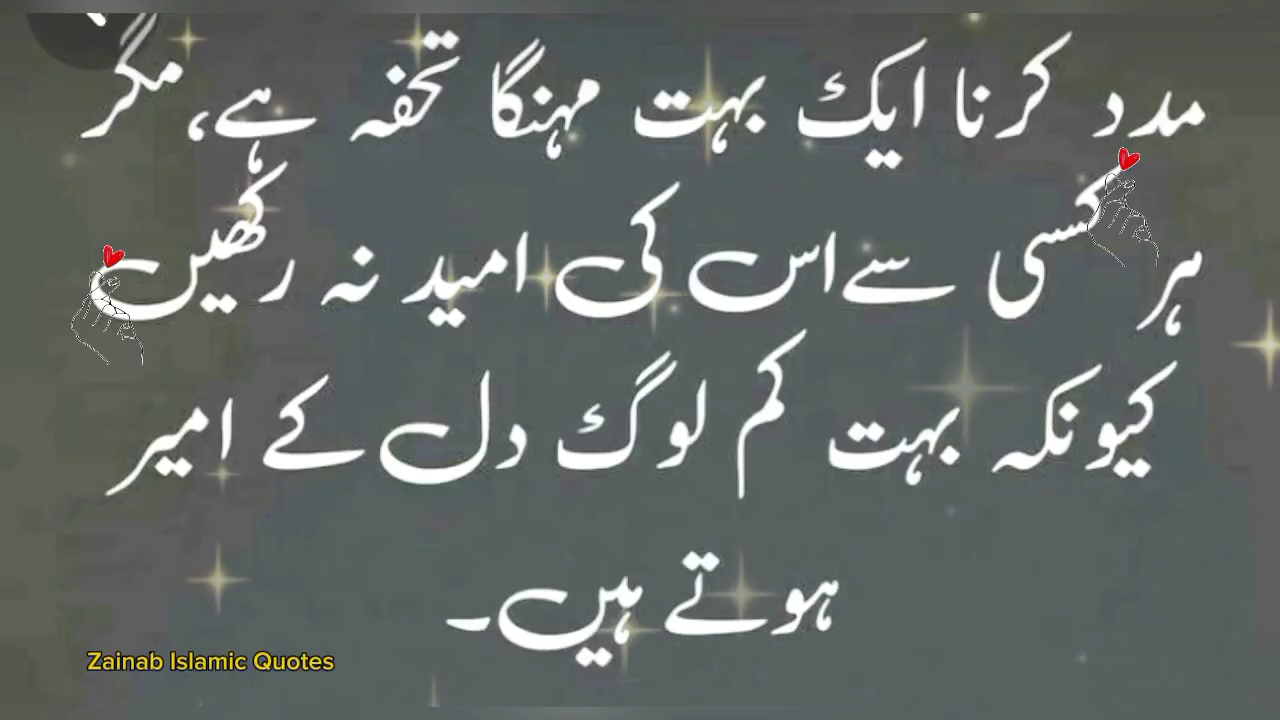 مدد کرنا ایک بہت مہنگا تحفہ ہے، مگر
ہر کسی سے اس کی امید نہ رکھیں
کیونکہ بہت کم لوگ دل کے امیر
ہوتے ہیں۔
Zainab Islamic Quotes